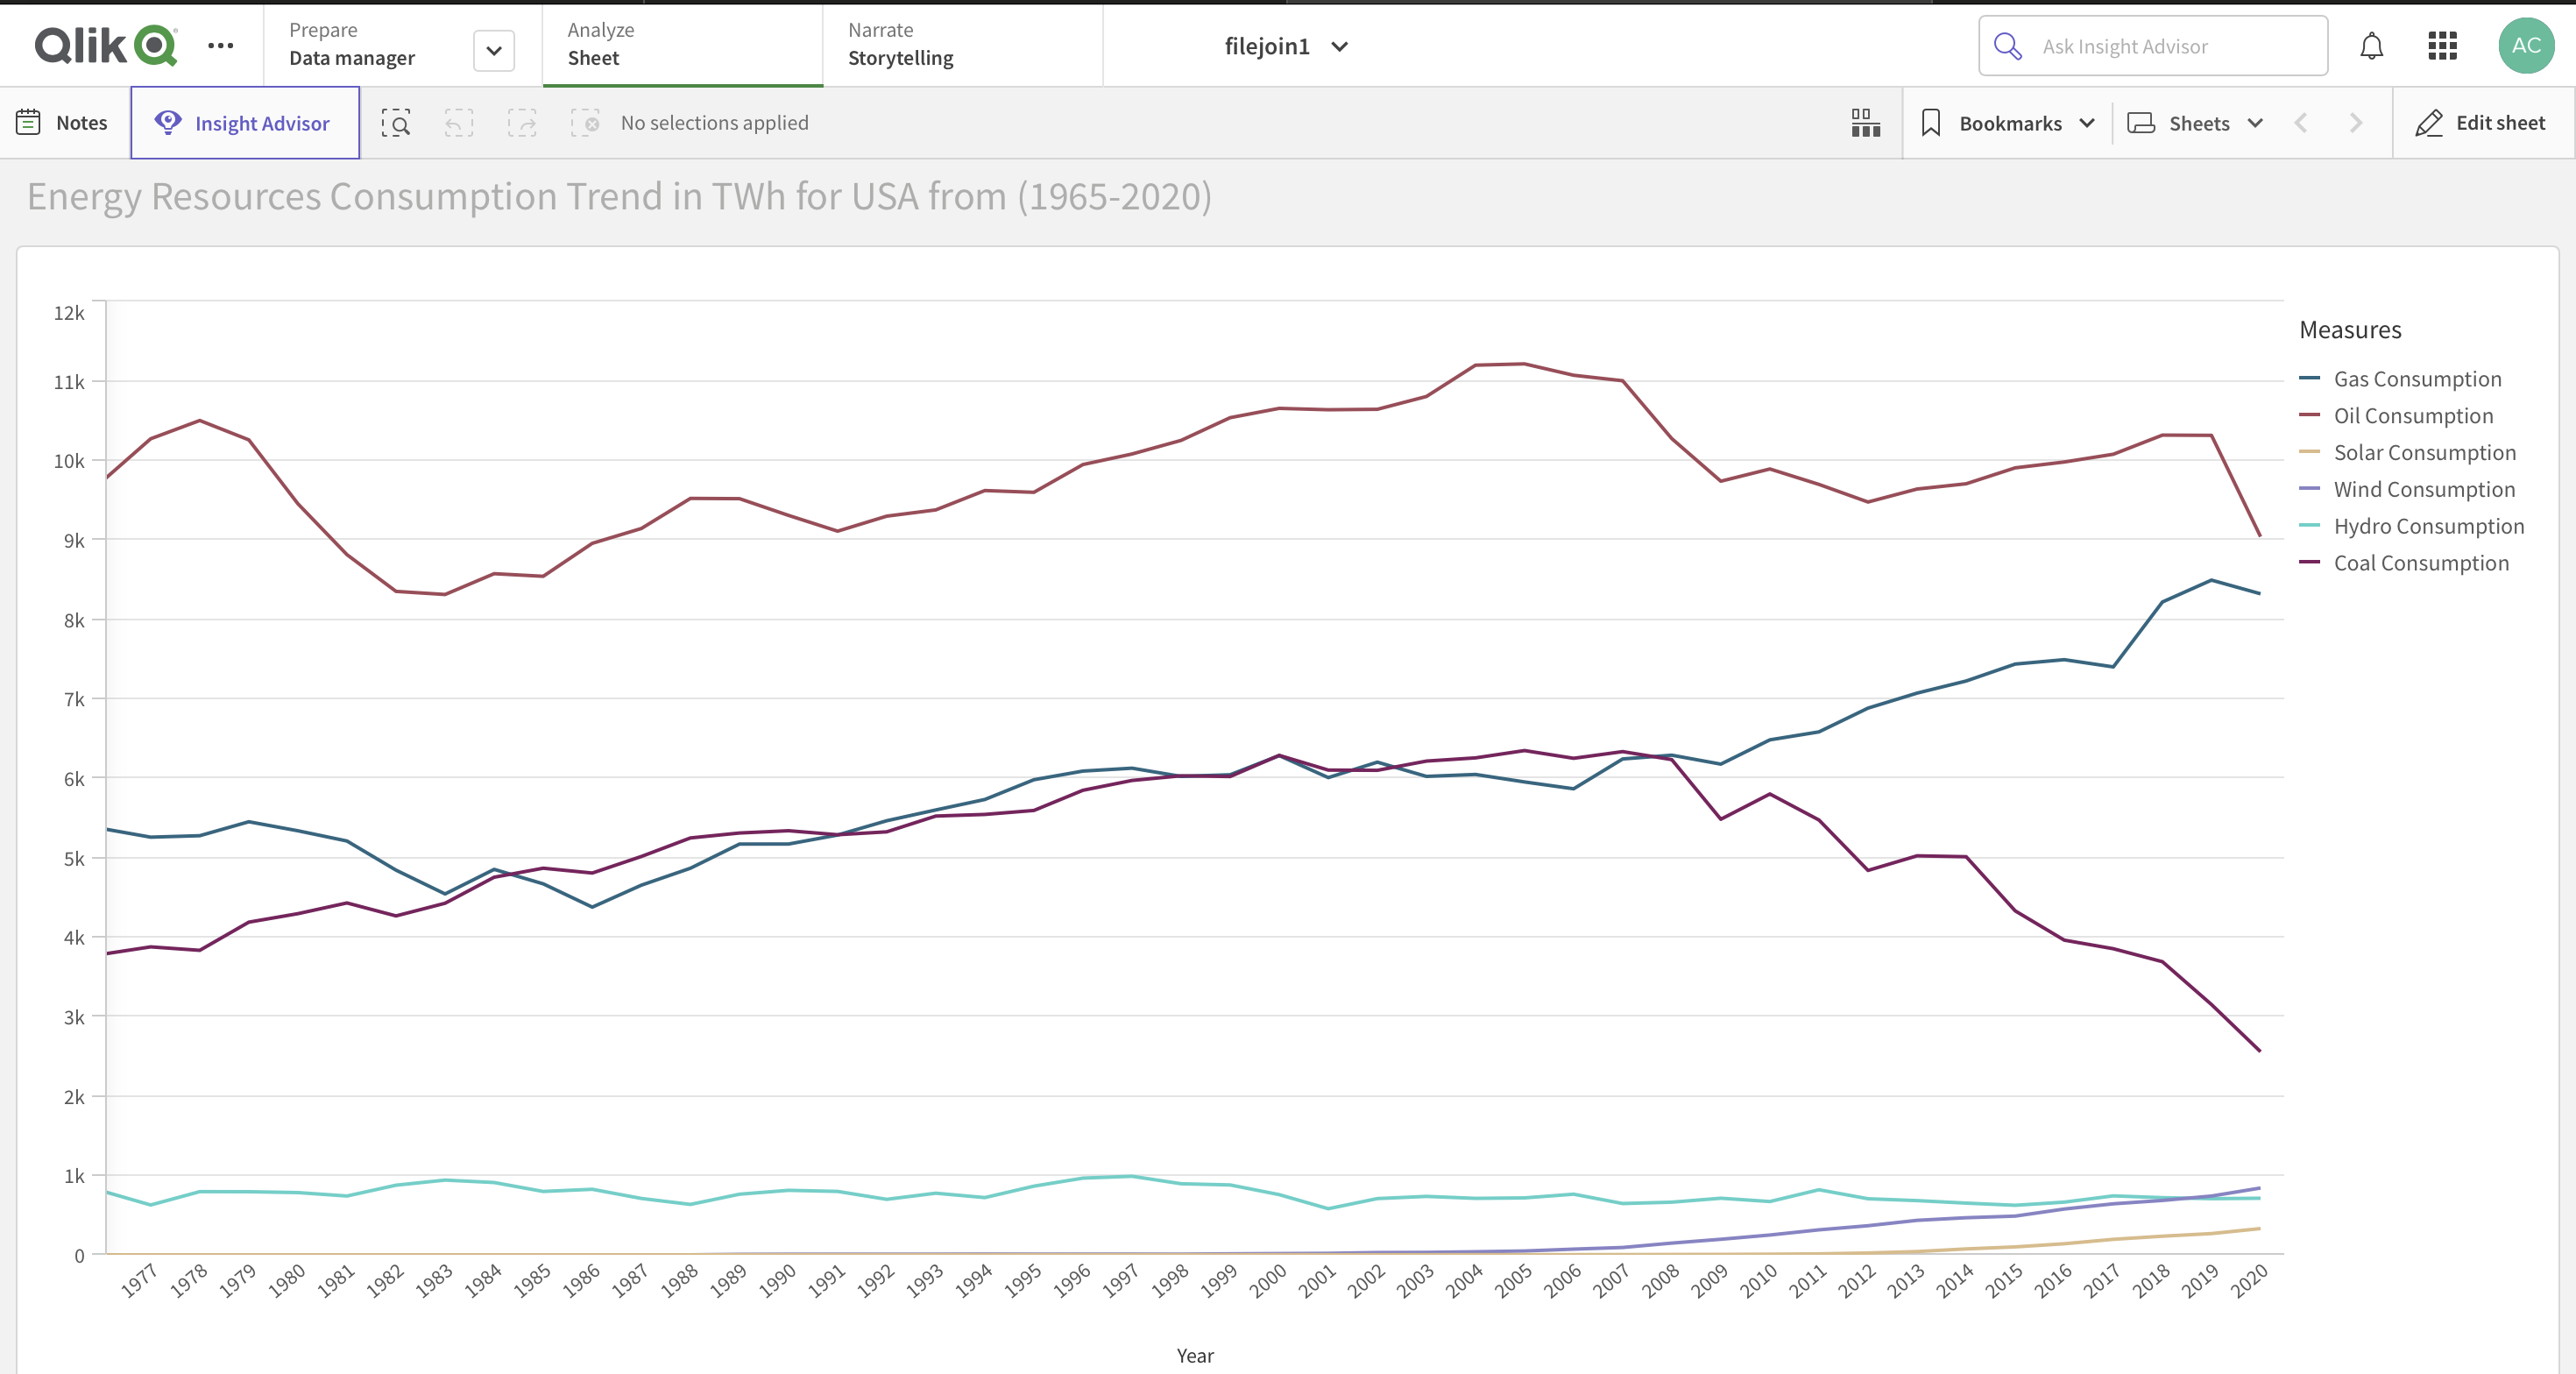 Qlik
Prepare
Data manager
Analyze
Sheet
Narrate
Storytelling
filejoin1
Ask Insight Advisor
AC
Notes
Insight Advisor
No selections applied
Bookmarks
Sheets
Edit sheet
Energy Resources Consumption Trend in TWh for USA from (1965-2020)
12k
11k
10k
9k
8k
7k
6k
5k
4k
3k
2k
1k
0
1977 1978 1979 1980 1981 1982 1983 1984 1985 1986 1987 1988 1989 1990 1991 1992 1993 1994 1995 1996 1997 1998 1999 2000 2001 2002 2003 2004 2005 2006 2007 2008 2009 2010 2011 2012 2013 2014 2015 2016 2017 2018 2019 2020
Year
Measures
Gas Consumption
Oil Consumption
Solar Consumption
Wind Consumption
Hydro Consumption
Coal Consumption